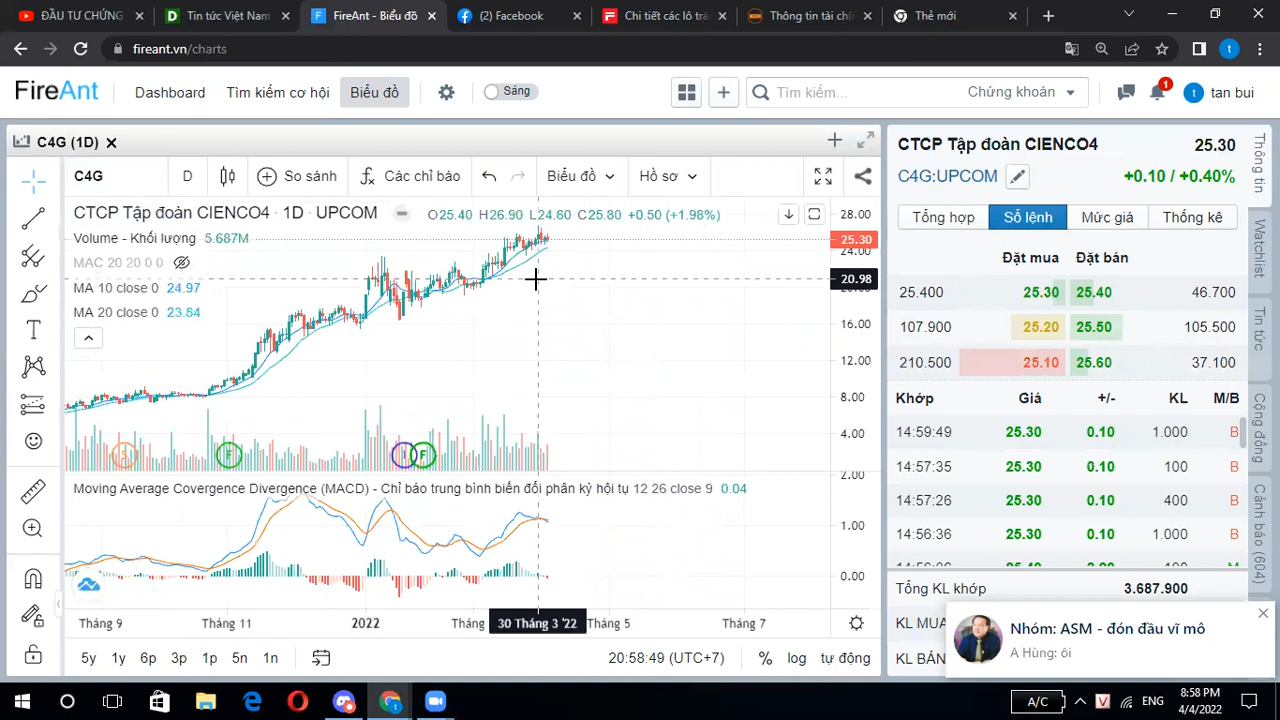 ĐẦU TƯ CHỨNG
Tin tức Việt Nam
FireAnt - Biểu đồ
(2) Facebook
Chi tiết các lô trá
Thông tin tài chí
Thẻ mới
fireant.vn/charts
t
FireAnt
Dashboard
Tìm kiếm cơ hội
Biểu đồ
Sáng
Tìm kiếm...
Chứng khoán
1
t
tan bui
C4G (1D)
C4G
D
So sánh
Các chỉ báo
Biểu đồ
Hồ sơ
CTCP Tập đoàn CIENCO4 · 1D · UPCOM
O25.40 H26.90 L24.60 C25.80 +0.50 (+1.98%)
Volume - Khối lượng 5.687M
MAC 20 20 0 0
MA 10 close 0 24.97
MA 20 close 0 23.84
28.00
25.30
24.00
20.98
16.00
12.00
8.00
4.00
F
F
Moving Average Covergence Divergence (MACD) - Chỉ báo trung bình biến đổi phân kỳ hội tụ 12 26 close 9 0.04
2.00
1.00
0.00
Tháng 9
Tháng 11
2022
Tháng
30 Tháng 3 '22
Tháng 5
Tháng 7
5y 1y 6p 3p 1p 5n 1n
20:58:49 (UTC+7)
% log tự động
CTCP Tập đoàn CIENCO4 25.30
C4G:UPCOM +0.10 / +0.40%
Tổng hợp Sổ lệnh Mức giá Thống kê
Đặt mua Đặt bán
25.400 25.30 25.40 46.700
107.900 25.20 25.50 105.500
210.500 25.10 25.60 37.100
Khớp Giá +/- KL M/B
14:59:49 25.30 0.10 1.000 B
14:57:35 25.30 0.10 100 B
14:57:26 25.30 0.10 400 B
14:56:36 25.30 0.10 1.000 B
Tổng KL khớp 3.687.900
KL MUA
KL BÁN
Thông tin
Watchlist
Tin tức
Cộng đồng
Cảnh báo (604)
Nhóm: ASM - đón đầu vĩ mô
A Hùng: ôi
A/C
V
ENG
8:58 PM
4/4/2022